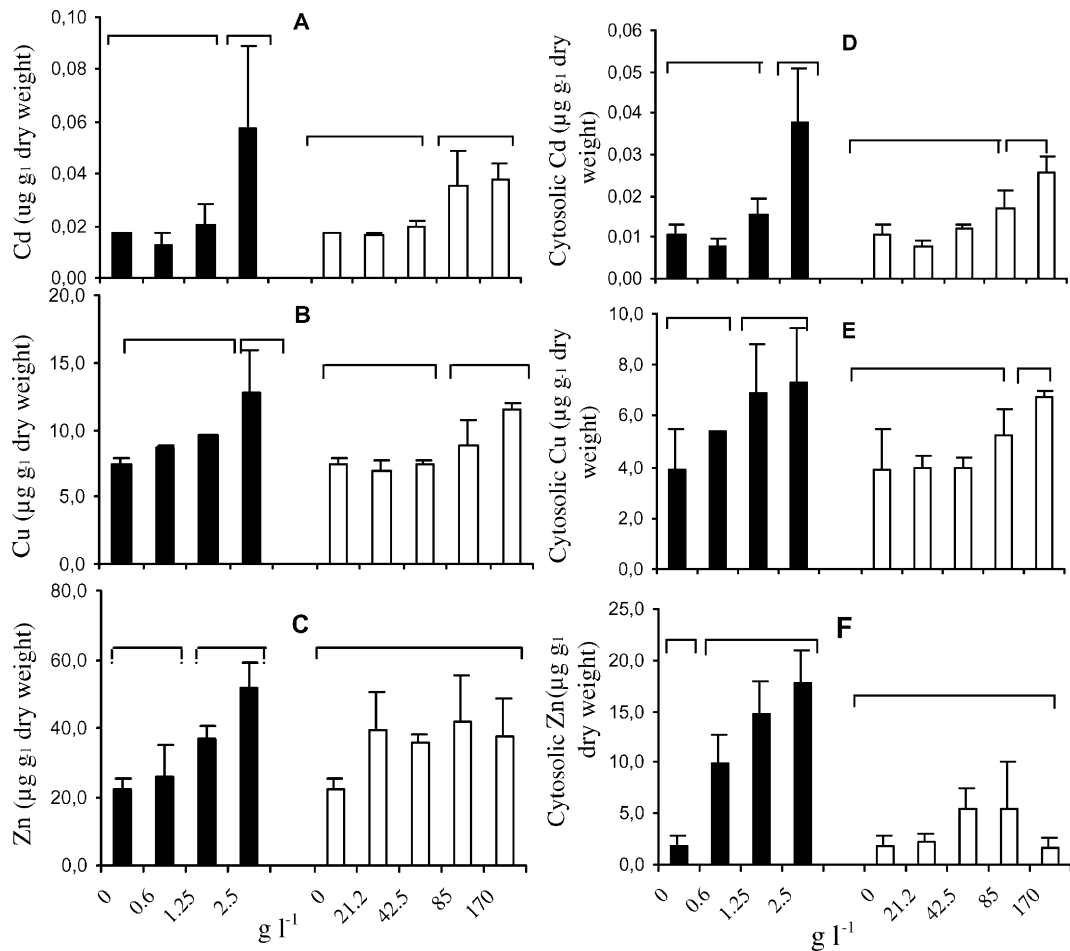 A
Cd (ug g1 dry weight)
0,10
0,08
0,06
0,04
0,02
0,00
B
Cu (µg g1 dry weight)
20,0
15,0
10,0
5,0
0,0
C
Zn (µg g1 dry weight)
80,0
60,0
40,0
20,0
0,0
0 0.6 1.25 2.5 0 21.2 42.5 85 170
g l-1
D
Cytosolic Cd (µg g-1 dry
weight)
0,06
0,05
0,04
0,03
0,02
0,01
0,00
E
Cytosolic Cu (µg g-1 dry
weight)
10,0
8,0
6,0
4,0
2,0
0,0
F
Cytosolic Zn(µg g1
dry weight)
25,0
20,0
15,0
10,0
5,0
0,0
0 0.6 1.25 2.5 0 21.2 42.5 85 170
g l-1